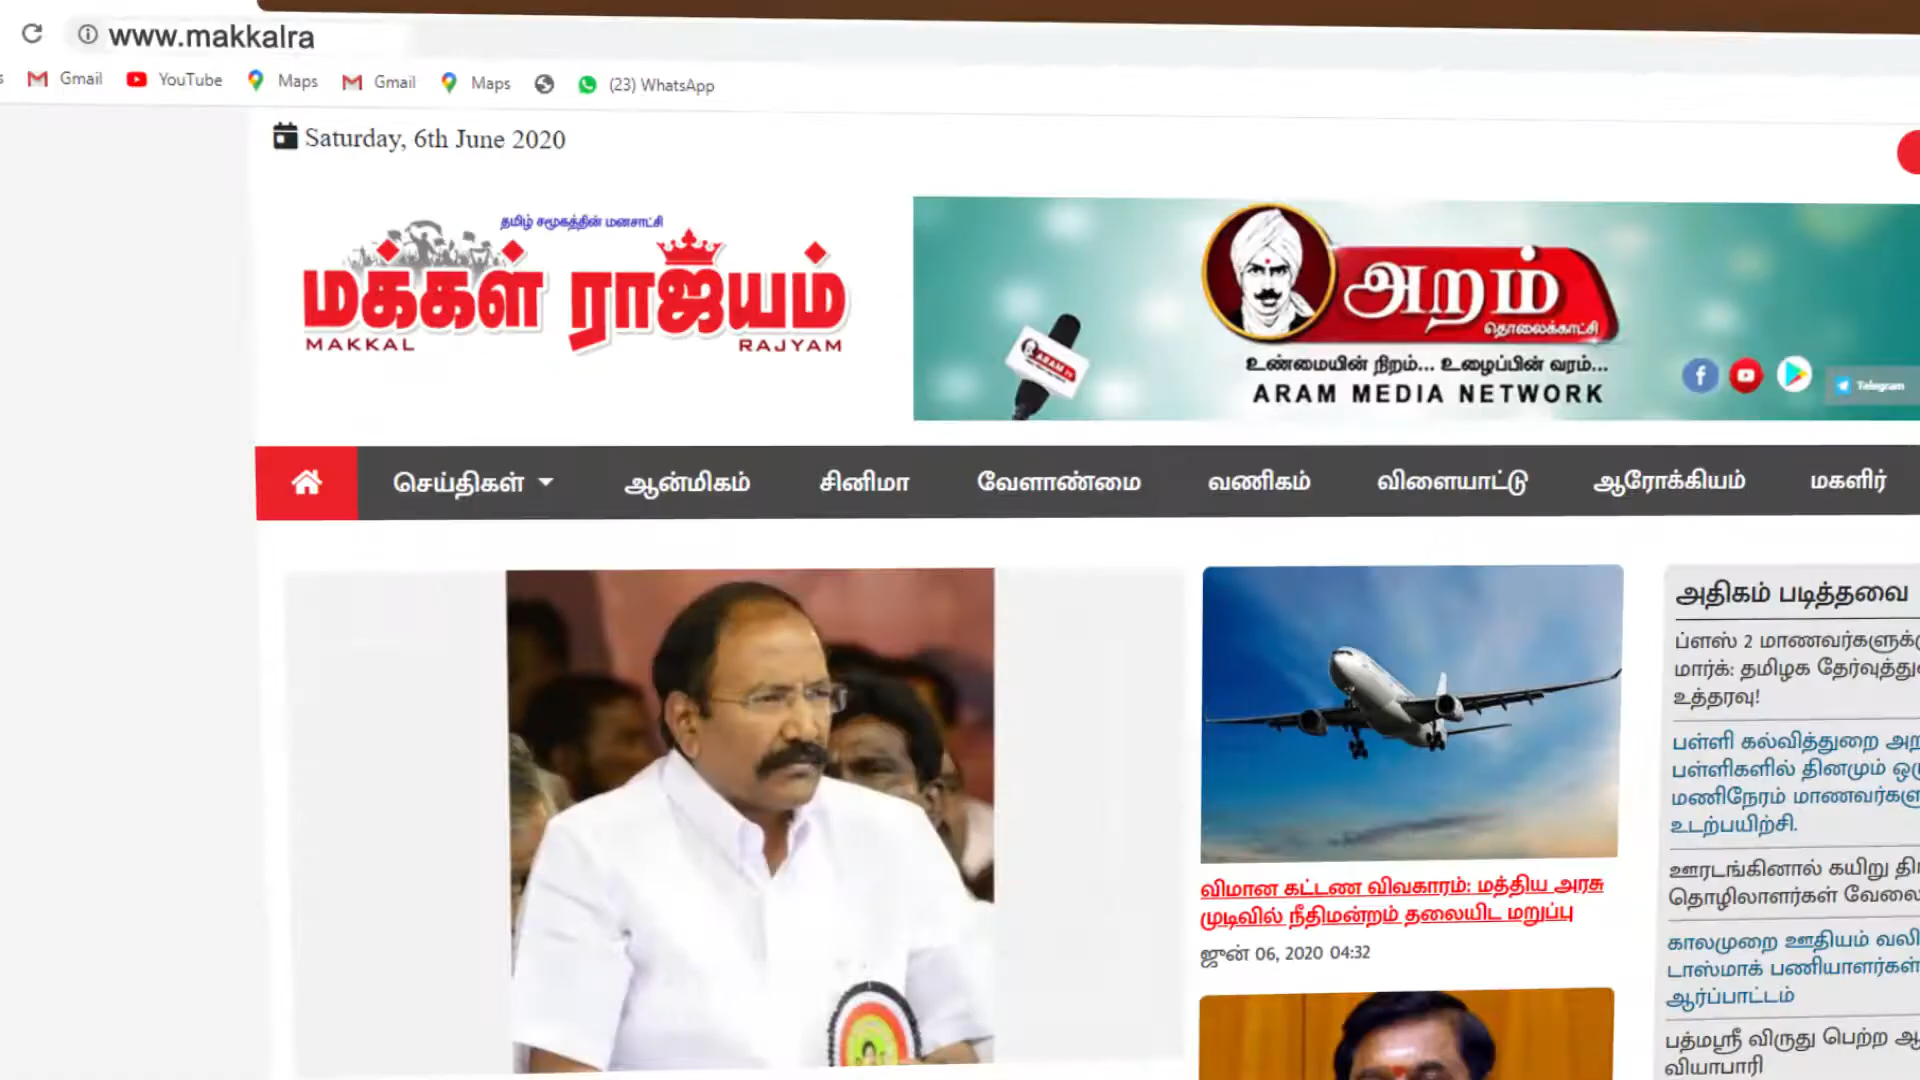 www.makkalra
Gmail
YouTube
Maps
Gmail
Maps
(23) WhatsApp
Saturday, 6th June 2020
தமிழ் சமூகத்தின் மனசாட்சி
மக்கள் ராஜ்யம்
MAKKAL RAJYAM
அறம்
தொலைக்காட்சி
ARAM TV
உண்மையின் நிறம்... உழைப்பின் வரம்...
ARAM MEDIA NETWORK
Telegram
செய்திகள்
ஆன்மிகம்
சினிமா
வேளாண்மை
வணிகம்
விளையாட்டு
ஆரோக்கியம்
மகளிர்
விமான கட்டண விவகாரம்: மத்திய அரசு
முடிவில் நீதிமன்றம் தலையிட மறுப்பு
ஜுன் 06, 2020 04:32
அதிகம் படித்தவை
ப்ளஸ் 2 மாணவர்களுக்கு
மார்க்: தமிழக தேர்வுத்து
உத்தரவு!
பள்ளி கல்வித்துறை அற
பள்ளிகளில் தினமும் ஒரு
மணிநேரம் மாணவர்களு
உடற்பயிற்சி.
ஊரடங்கினால் கயிறு தி
தொழிலாளர்கள் வேலை
காலமுறை ஊதியம் வலி
டாஸ்மாக் பணியாளர்கள்
ஆர்ப்பாட்டம்
பத்மஸ்ரீ விருது பெற்ற ஆ
வியாபாரி